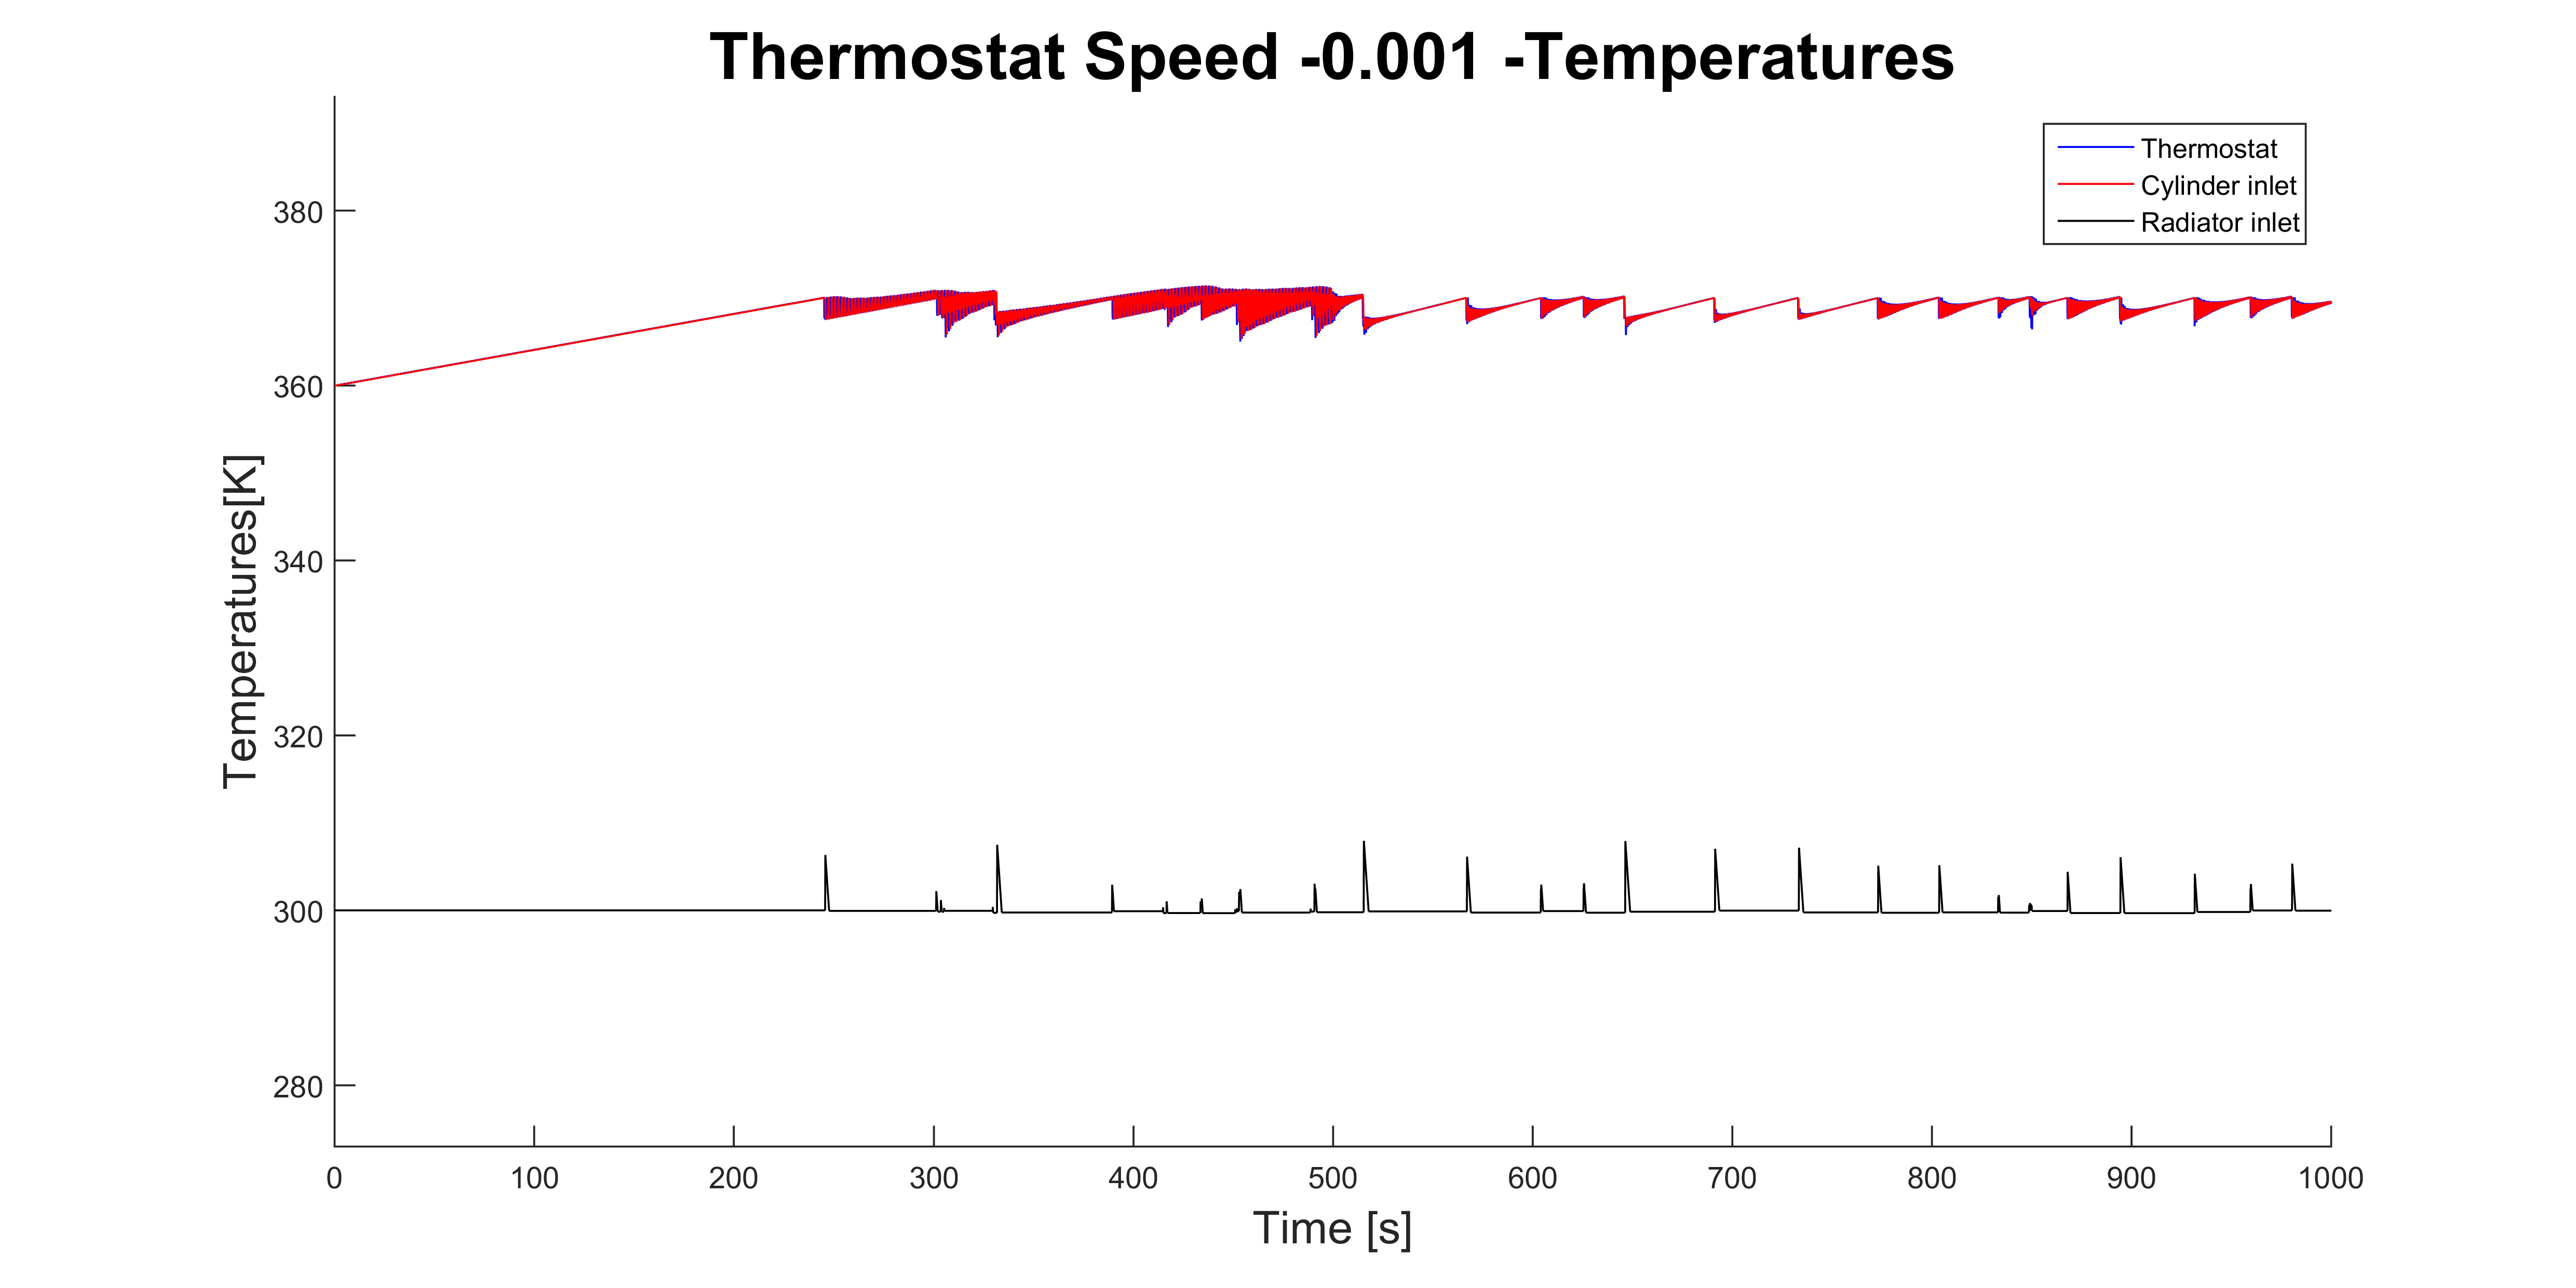 Thermostat Speed -0.001 -Temperatures
Thermostat
Cylinder inlet
Radiator inlet
Temperatures[K]
380
360
340
320
300
280
0 100 200 300 400 500 600 700 800 900 1000
Time [s]